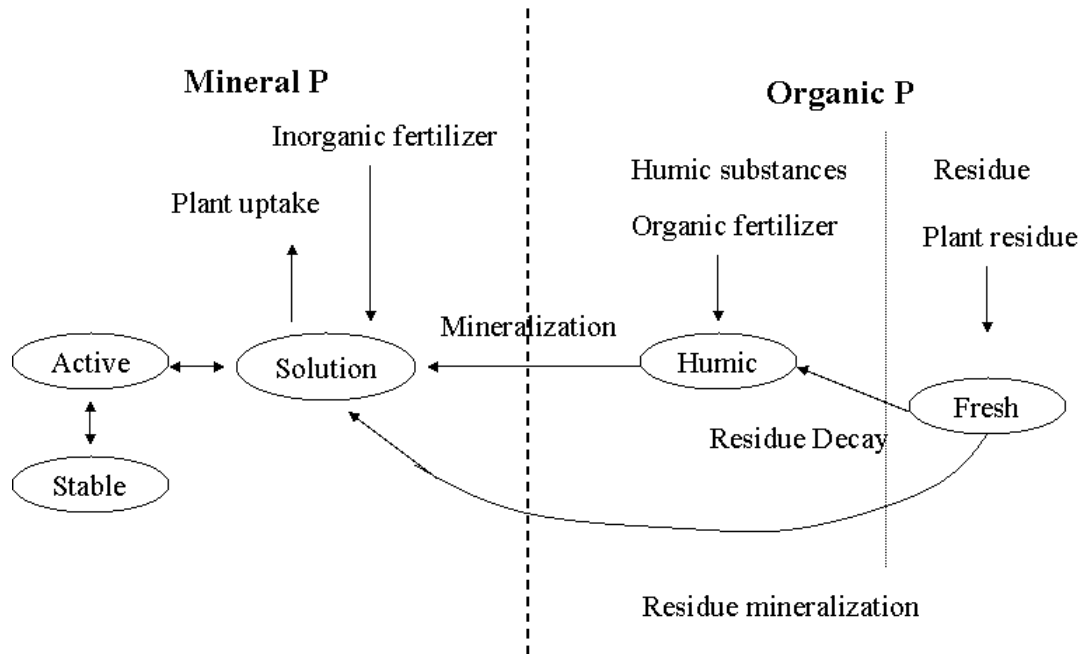 Mineral P
Organic P
Inorganic fertilizer
Humic substances
Residue
Plant uptake
Organic fertilizer
Plant residue
Mineralization
Active
Solution
Humic
Fresh
Residue Decay
Stable
Residue mineralization